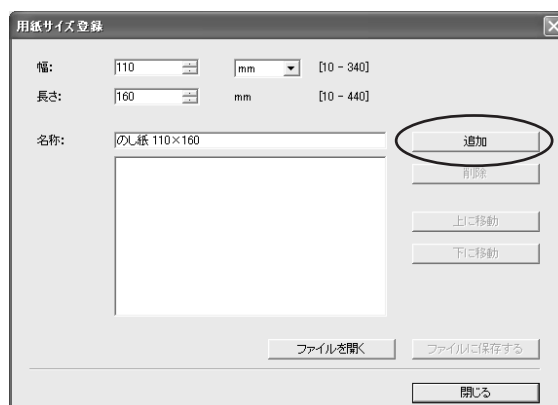 用紙サイズ登録
幅: 110 mm [10 - 340]
長さ: 160 mm [10 - 440]
名称: のし紙 110×160 追加
削除
上に移動
下に移動
ファイルを開く ファイルに保存する
閉じる